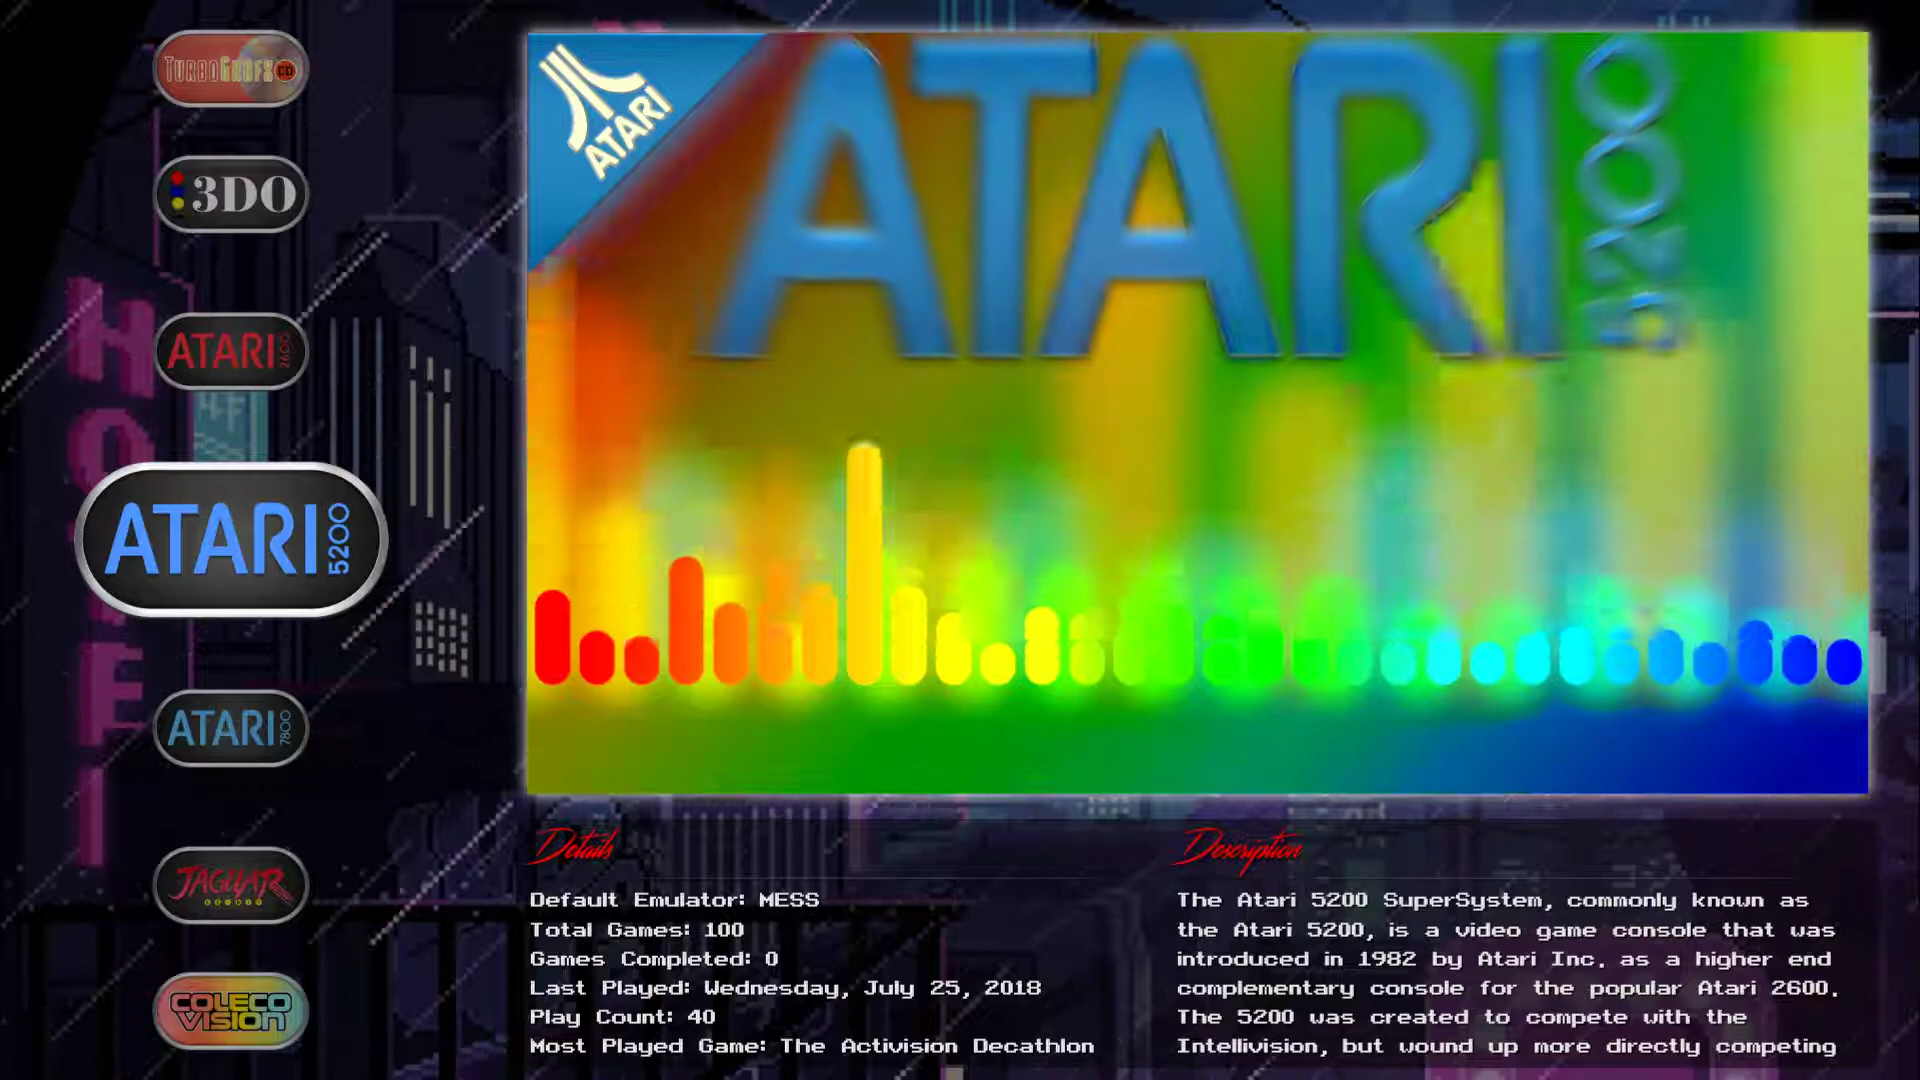 TURBOGRAFX CD
3DO
ATARI 2600
ATARI 5200
ATARI 7800
JAGUAR
COLECO
VISION
HOTEL
ATARI
ATARI 5200
Details
Default Emulator: MESS
Total Games: 100
Games Completed: 0
Last Played: Wednesday, July 25, 2018
Play Count: 40
Most Played Game: The Activision Decathlon
Description
The Atari 5200 SuperSystem, commonly known as
the Atari 5200, is a video game console that was
introduced in 1982 by Atari Inc. as a higher end
complementary console for the popular Atari 2600.
The 5200 was created to compete with the
Intellivision, but wound up more directly competing